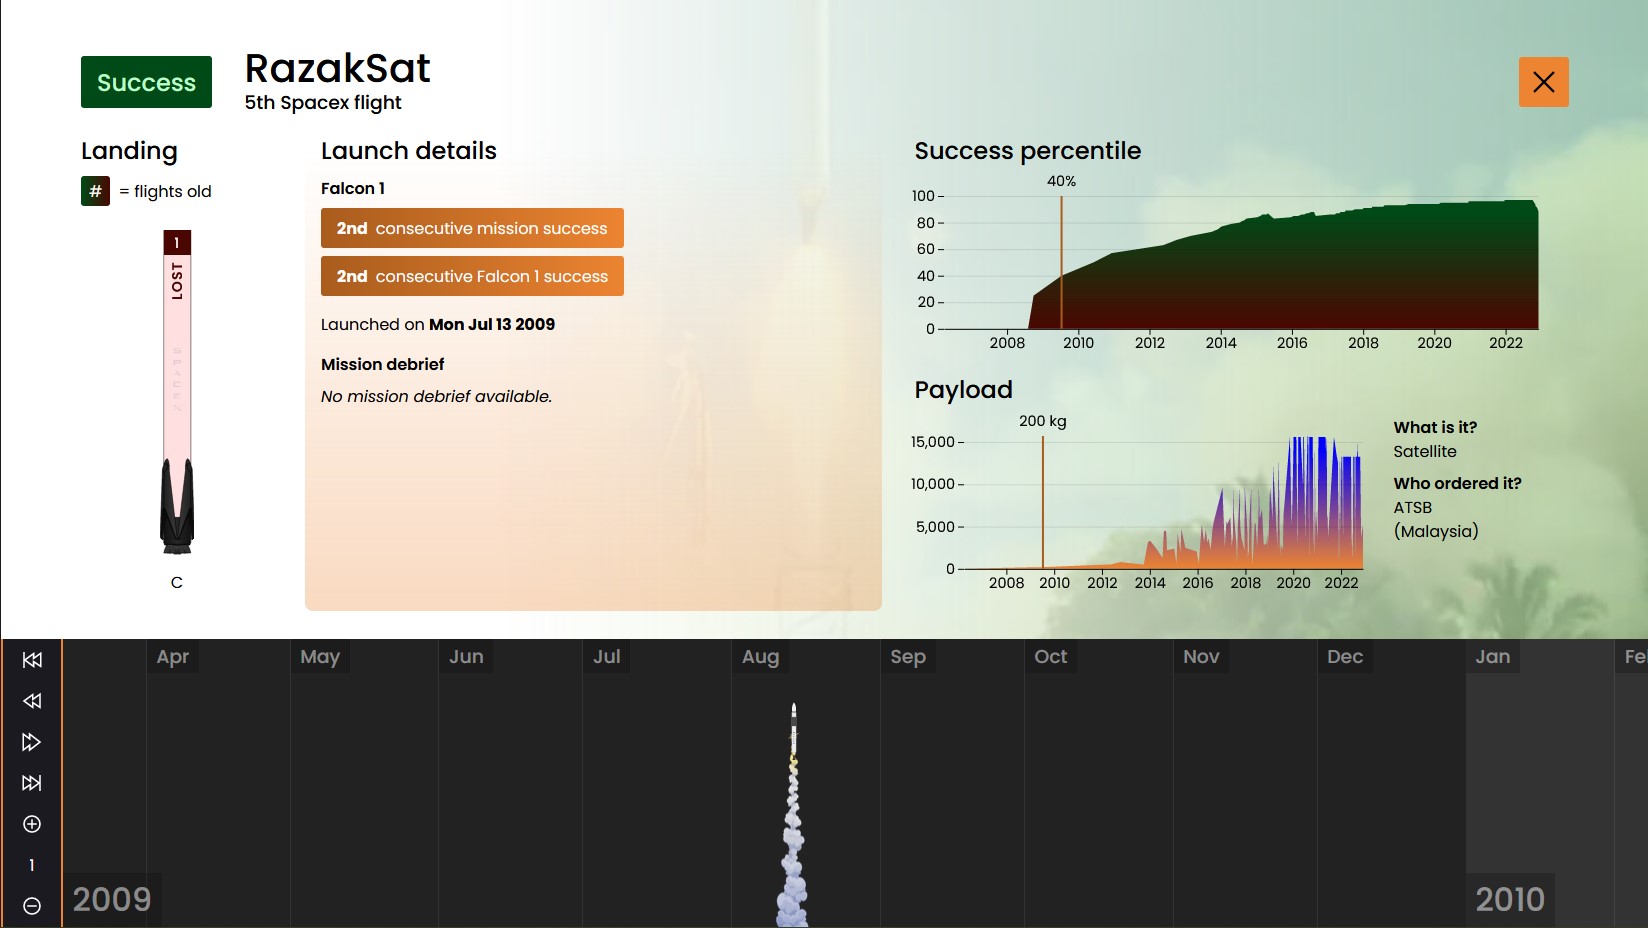 Success
RazakSat
5th Spacex flight
Landing
# = flights old
1
LOST
C
Launch details
Falcon 1
2nd consecutive mission success
2nd consecutive Falcon 1 success
Launched on Mon Jul 13 2009
Mission debrief
No mission debrief available.
Success percentile
40%
100
80
60
40
20
0
2008 2010 2012 2014 2016 2018 2020 2022
Payload
200 kg
15,000
10,000
5,000
0
2008 2010 2012 2014 2016 2018 2020 2022
What is it?
Satellite
Who ordered it?
ATSB
(Malaysia)
Apr May Jun Jul Aug Sep Oct Nov Dec Jan
1
2009 2010